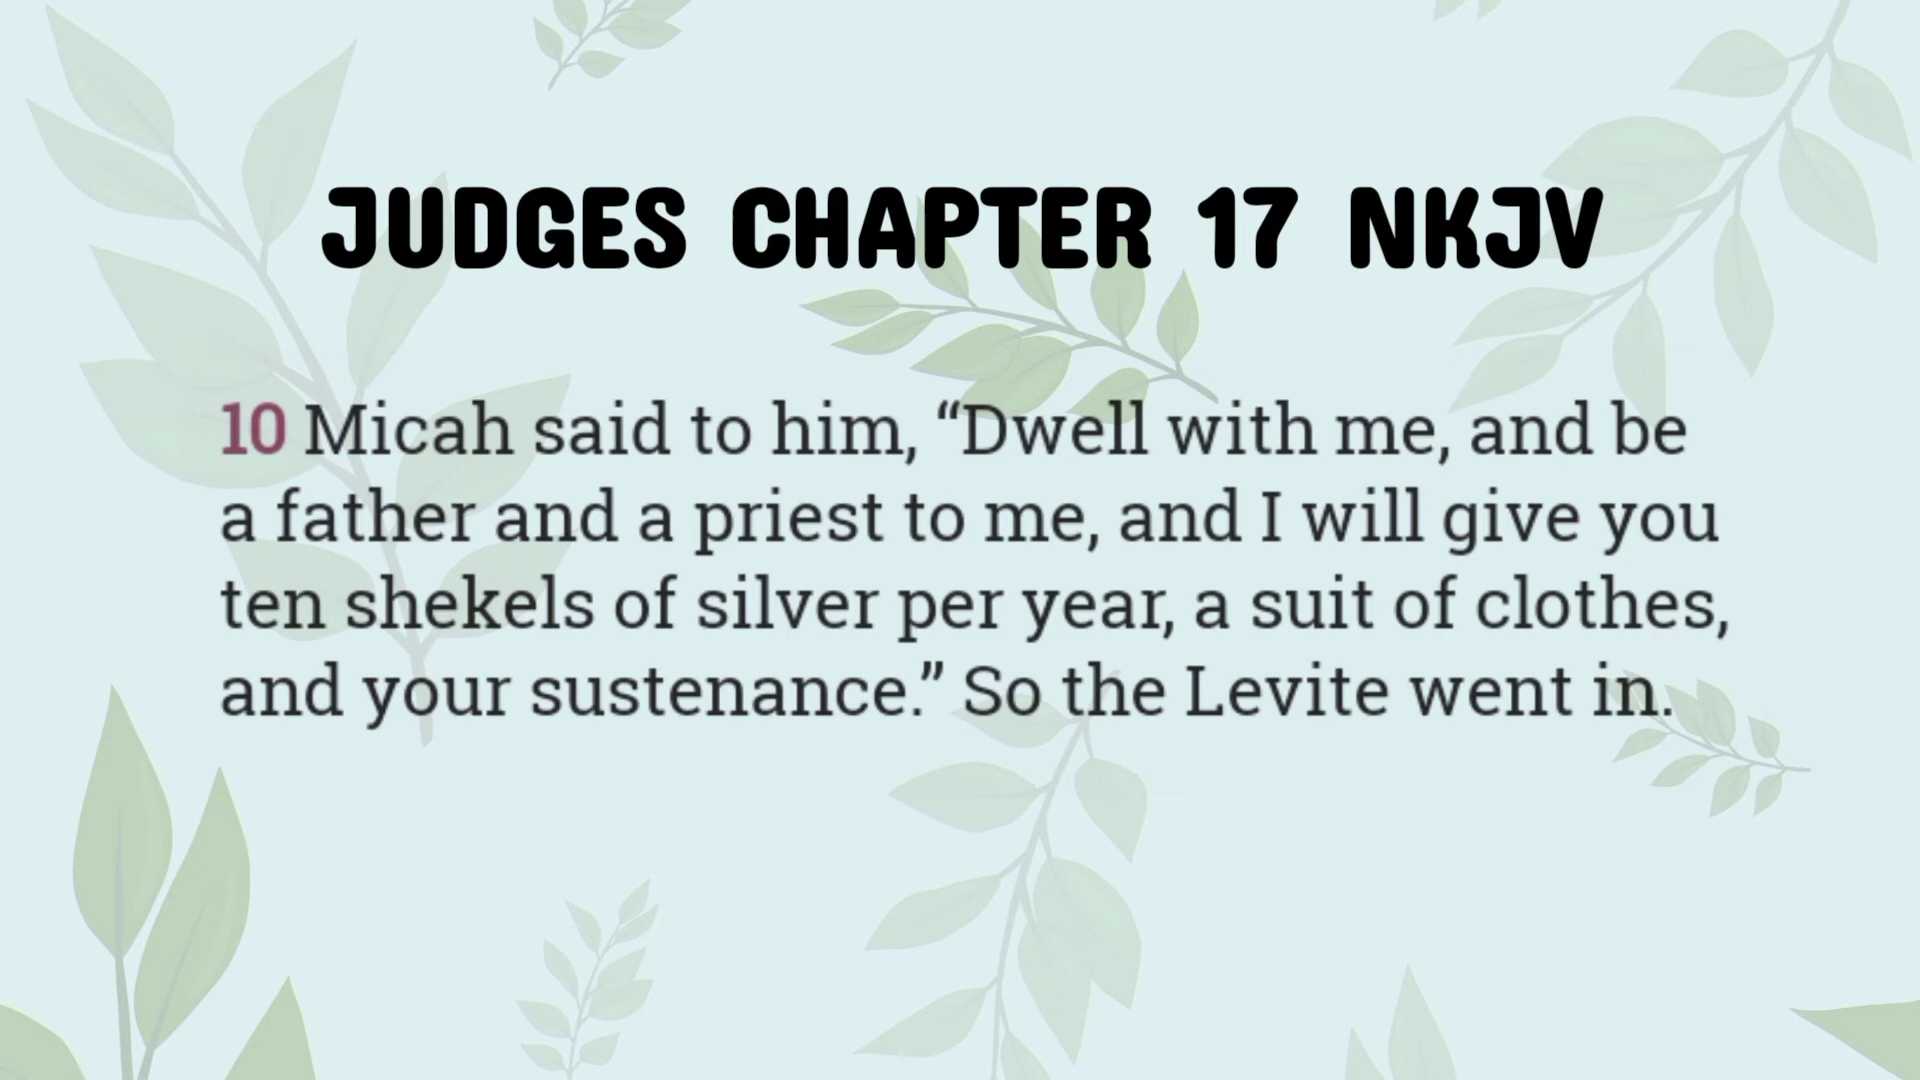 JUDGES CHAPTER 17 NKJV
10 Micah said to him, “Dwell with me, and be
a father and a priest to me, and I will give you
ten shekels of silver per year, a suit of clothes,
and your sustenance.” So the Levite went in.